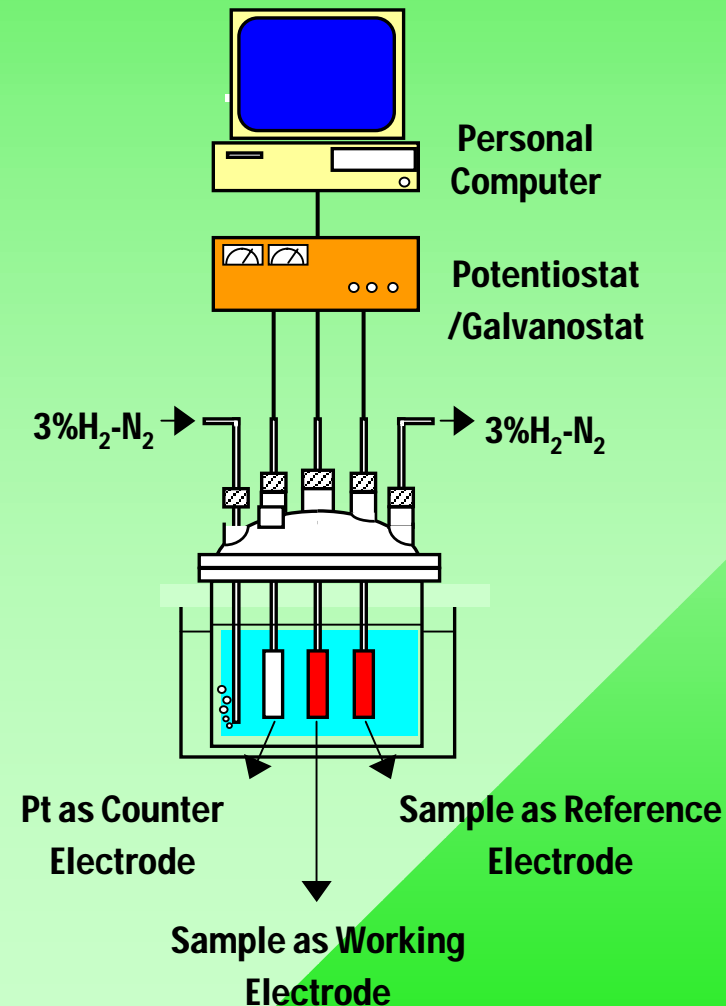 Personal
Computer
Potentiostat
/Galvanostat
3%H₂-N₂
3%H₂-N₂
Pt as Counter
Electrode
Sample as Reference
Electrode
Sample as Working
Electrode